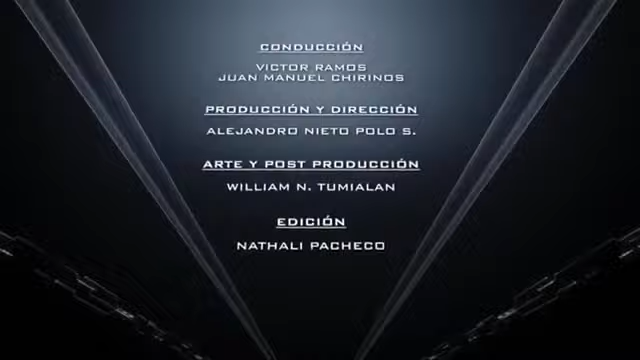 CONDUCCIÓN
VICTOR RAMOS
JUAN MANUEL CHIRINOS
PRODUCCIÓN Y DIRECCIÓN
ALEJANDRO NIETO POLO S.
ARTE Y POST PRODUCCIÓN
WILLIAM N. TUMIALAN
EDICIÓN
NATHALI PACHECO